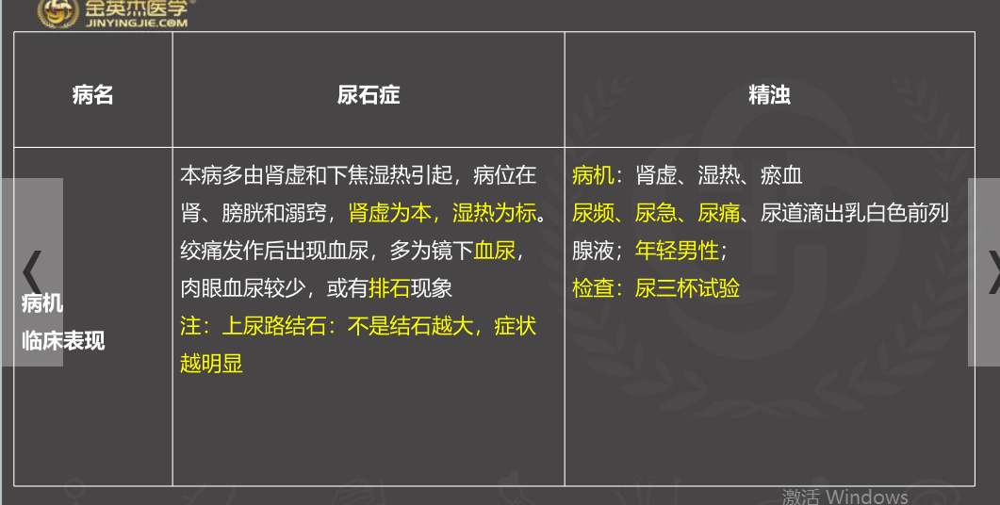 金英杰医学
JINYINGJIE.COM
病名
尿石症
精浊
病机
临床表现
本病多由肾虚和下焦湿热引起，病位在
肾、膀胱和溺窍，肾虚为本，湿热为标。
绞痛发作后出现血尿，多为镜下血尿，
肉眼血尿较少，或有排石现象
注：上尿路结石：不是结石越大，症状
越明显
病机：肾虚、湿热、瘀血
尿频、尿急、尿痛、尿道滴出乳白色前列
腺液；年轻男性；
检查：尿三杯试验
激活 Windows